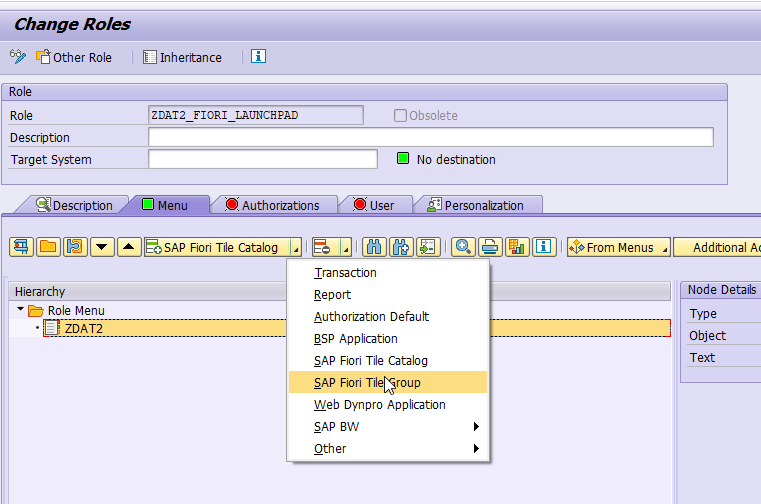 Change Roles
Other Role
Inheritance
Role
Role ZDAT2_FIORI_LAUNCHPAD Obsolete
Description
Target System No destination
Description Menu Authorizations User Personalization
SAP Fiori Tile Catalog From Menus Additional Ac
Hierarchy
Role Menu
ZDAT2
Transaction
Report
Authorization Default
BSP Application
SAP Fiori Tile Catalog
SAP Fiori Tile Group
Web Dynpro Application
SAP BW
Other
Node Details
Type
Object
Text